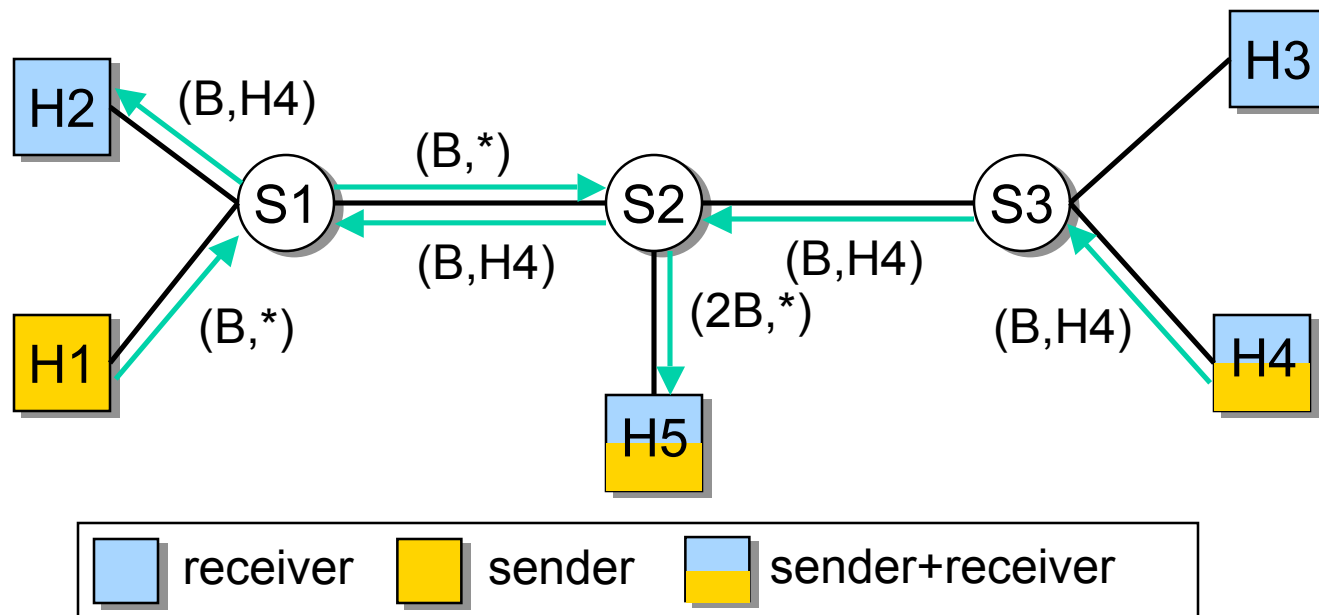 H3
H2
(B,H4)
(B,*)
S1
S2
S3
(B,H4)
(B,H4)
(B,*)
(2B,*)
(B,H4)
H1
H4
H5
receiver
sender
sender+receiver